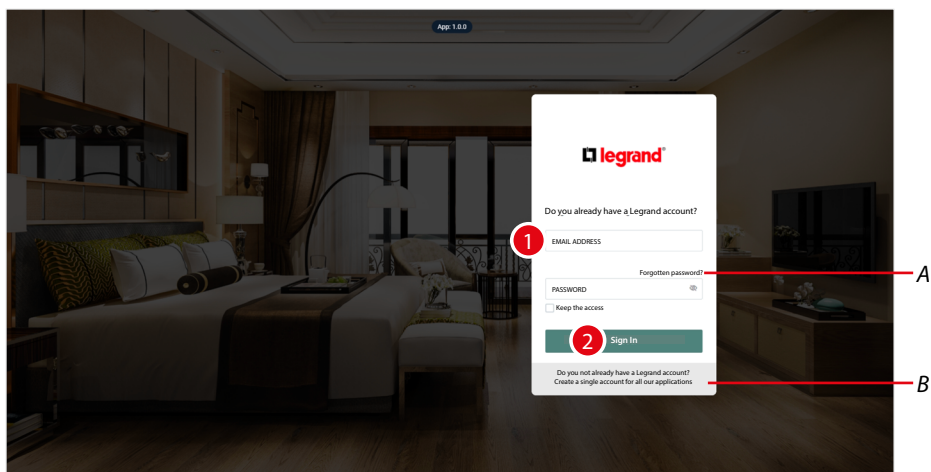 App: 1.0.0
legrand®
Do you already have a Legrand account?
1
EMAIL ADDRESS
Forgotten password?
A
PASSWORD
Keep the access
2
Sign In
Do you not already have a Legrand account?
Create a single account for all our applications
B